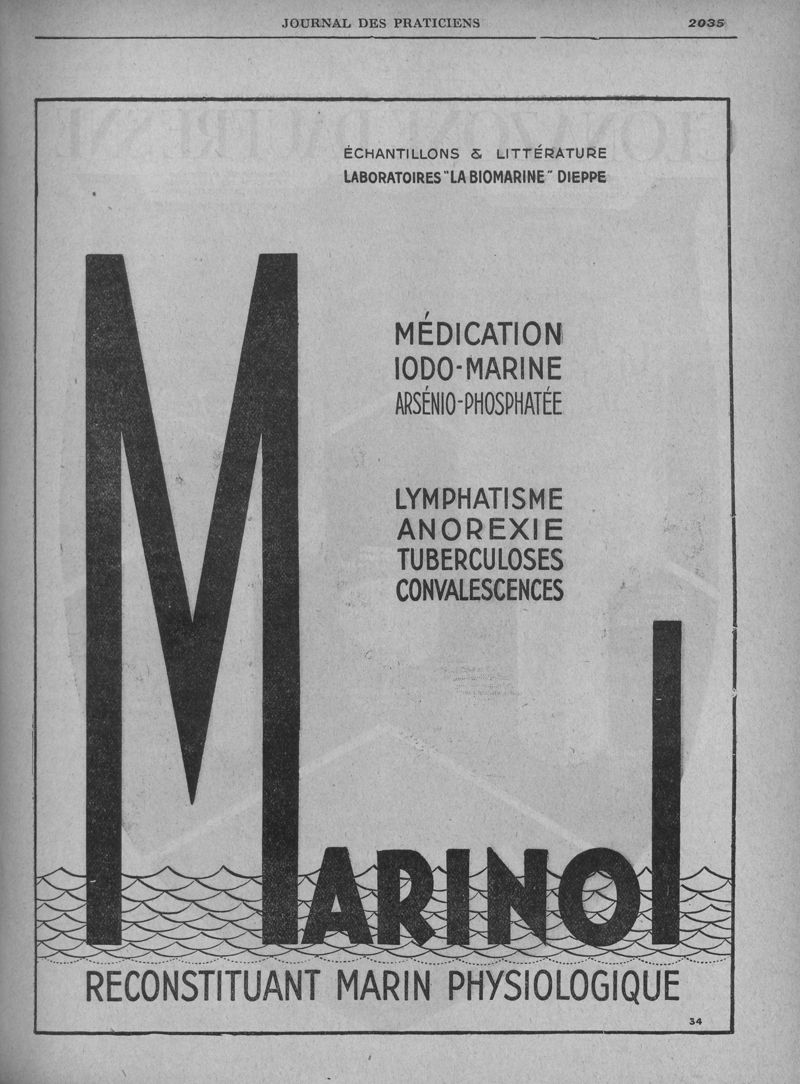 JOURNAL DES PRATICIENS 2035
ÉCHANTILLONS & LITTÉRATURE
LABORATOIRES "LA BIOMARINE" DIEPPE
MÉDICATION
IODO-MARINE
ARSÉNIO-PHOSPHATÉE
LYMPHATISME
ANOREXIE
TUBERCULOSES
CONVALESCENCES
MARINOl
RECONSTITUANT MARIN PHYSIOLOGIQUE
34